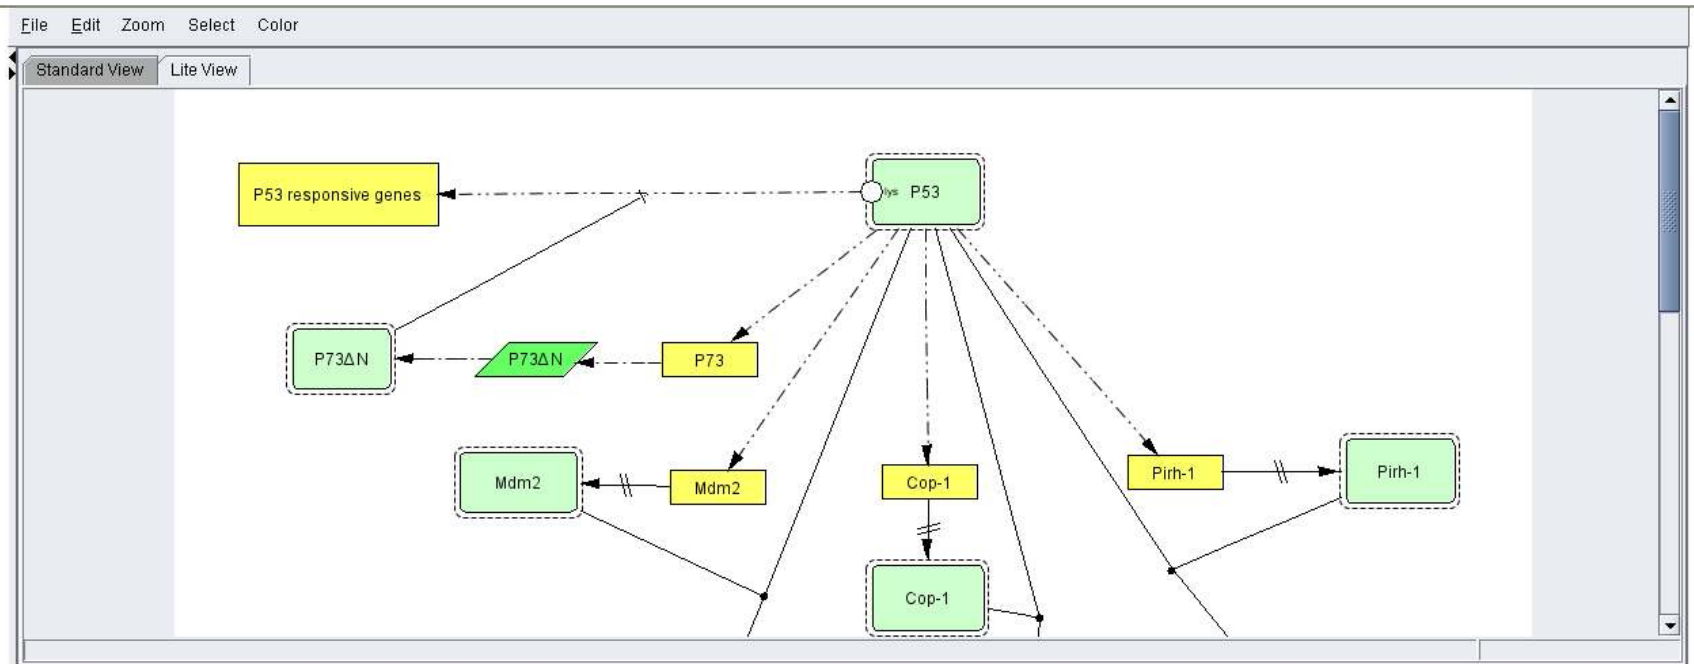 File Edit Zoom Select Color
Standard View Lite View
P53 responsive genes
lys P53
P73ΔN
P73ΔN
P73
Mdm2
Mdm2
Cop-1
Pirh-1
Pirh-1
Cop-1